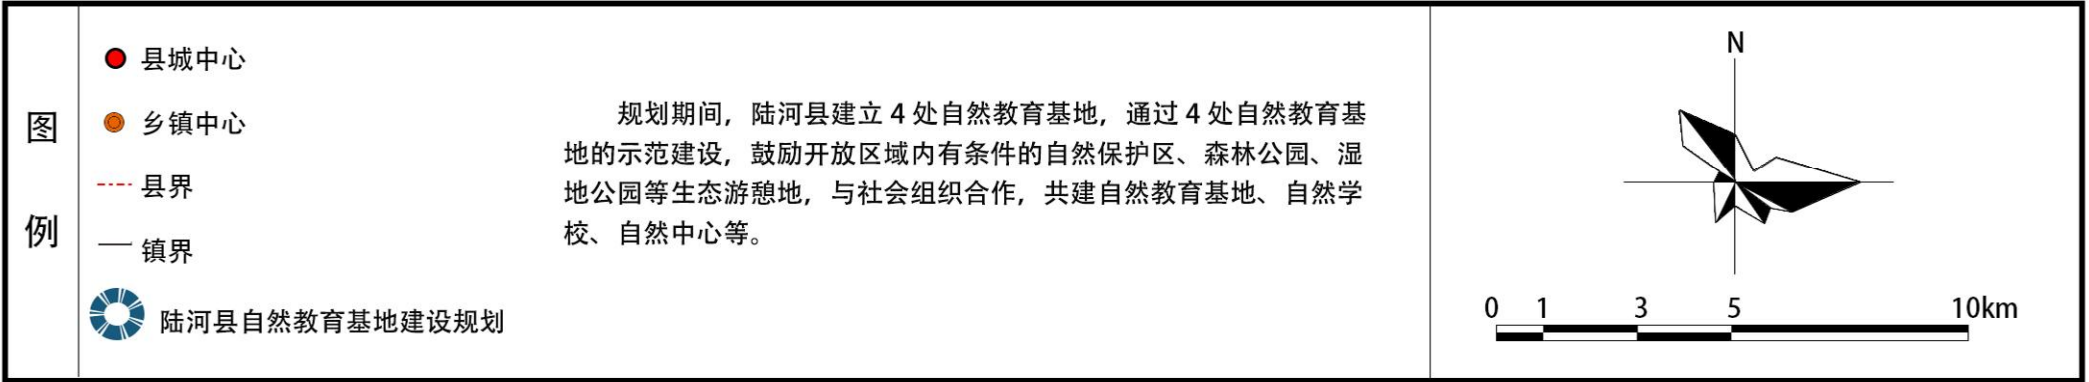 图
例
县城中心
乡镇中心
县界
镇界
陆河县自然教育基地建设规划
规划期间，陆河县建立 4 处自然教育基地，通过 4 处自然教育基
地的示范建设，鼓励开放区域内有条件的自然保护区、森林公园、湿
地公园等生态游憩地，与社会组织合作，共建自然教育基地、自然学
校、自然中心等。
N
0 1 3 5 10km